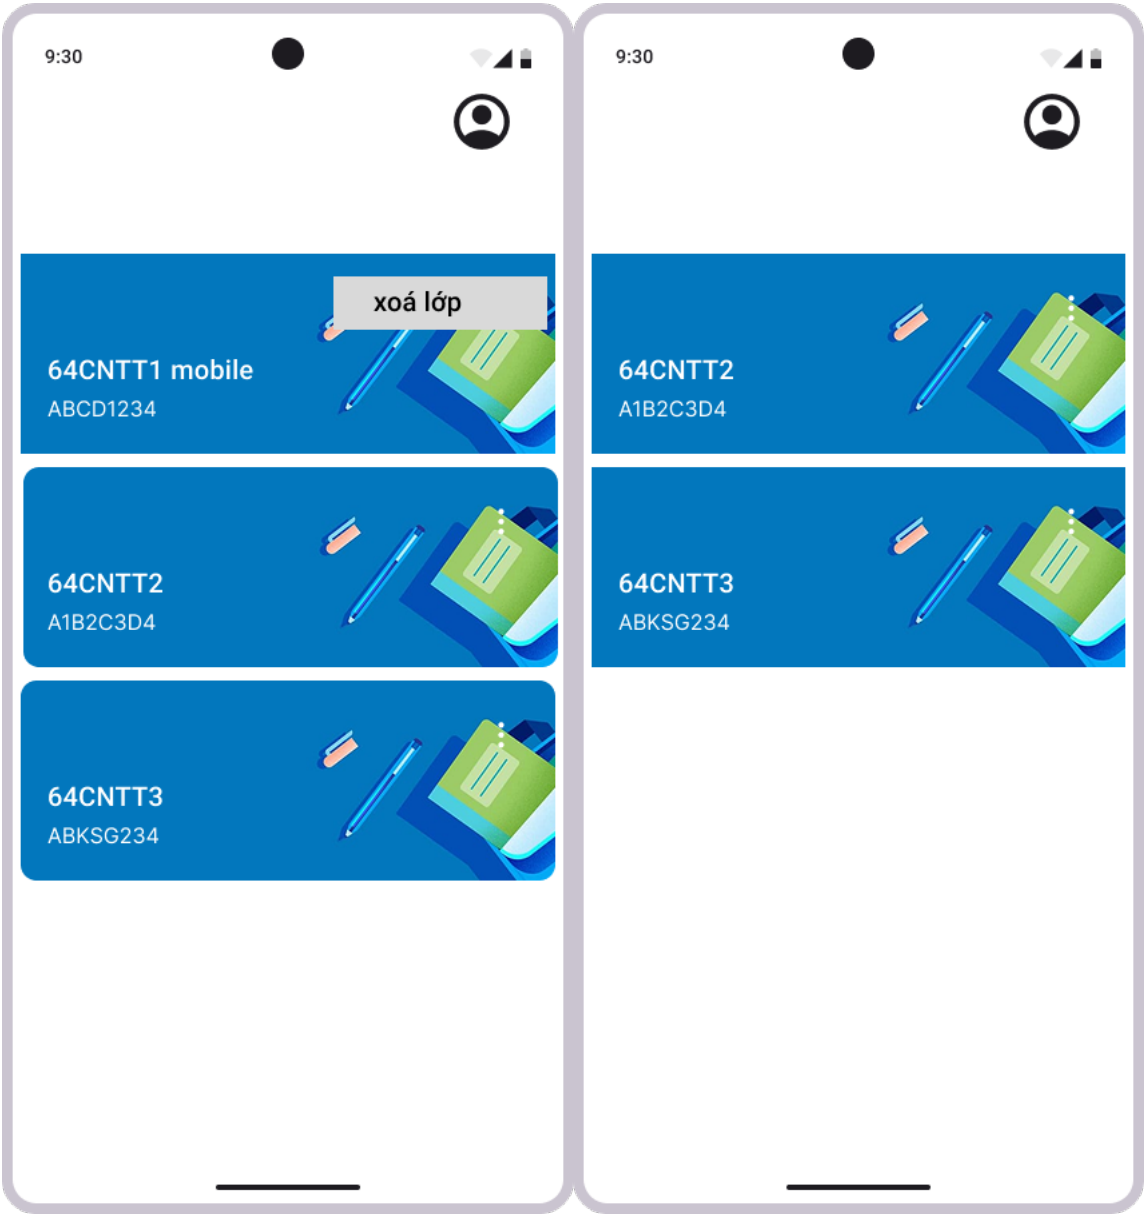 9:30
xoá lớp
64CNTT1 mobile
ABCD1234
64CNTT2
A1B2C3D4
64CNTT3
ABKSG234
9:30
64CNTT2
A1B2C3D4
64CNTT3
ABKSG234